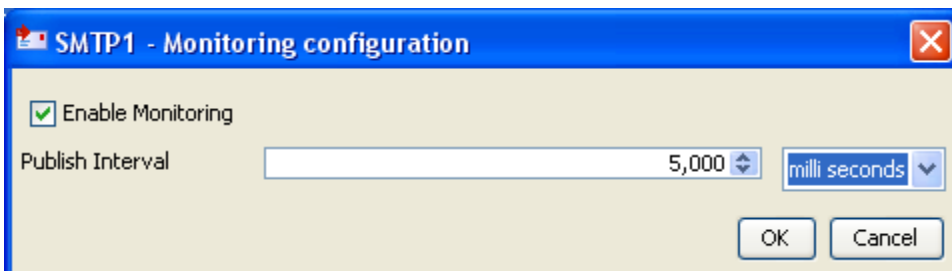 SMTP1 - Monitoring configuration
Enable Monitoring
Publish Interval 5,000 milli seconds
OK Cancel